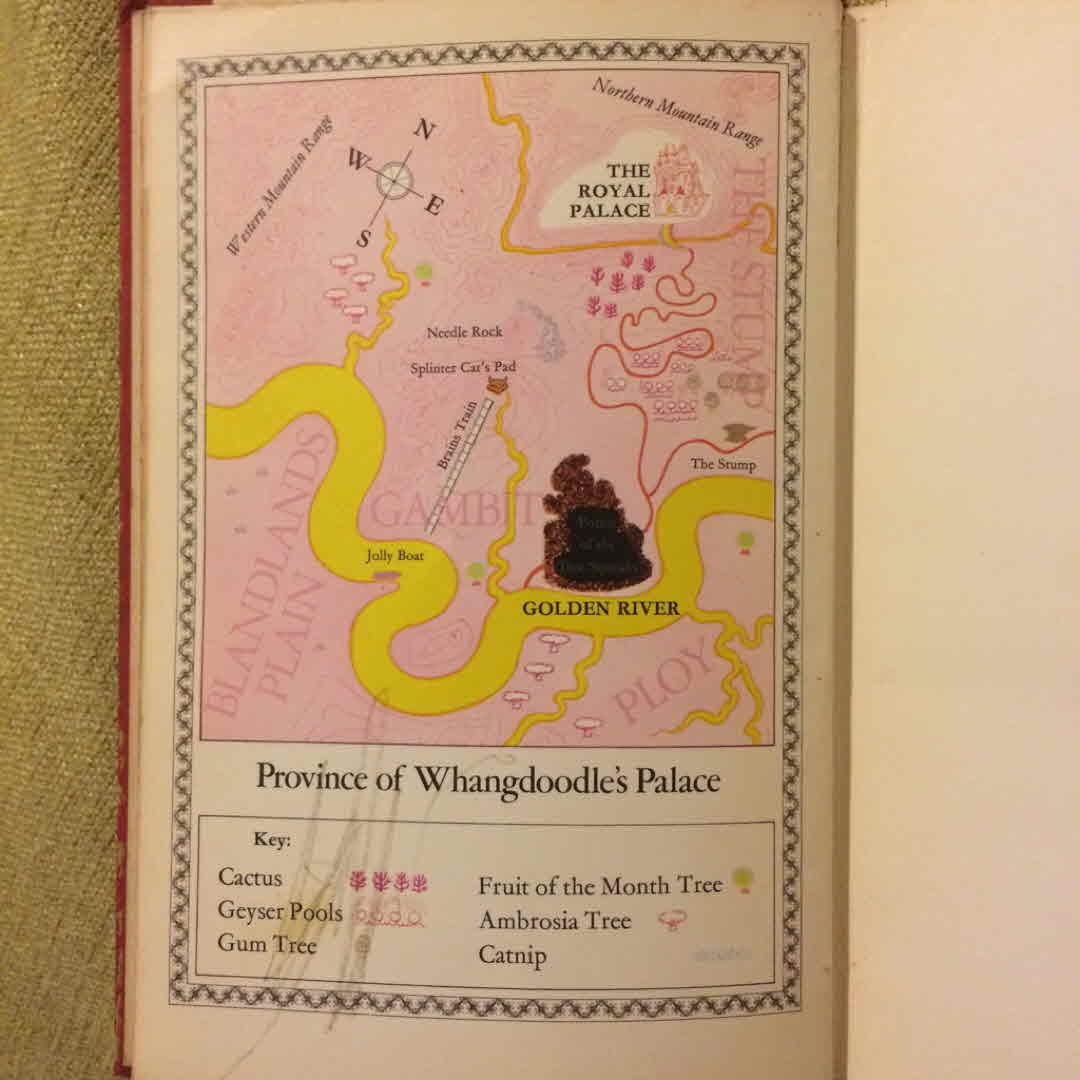 Northern Mountain Range
N
W
E
S
Western Mountain Range
THE
ROYAL
PALACE
THE STUMP
Needle Rock
Splinter Cat's Pad
Brains Train
The Stump
GAMBIT
of the
BLANDLANDS
PLAIN
Jolly Boat
GOLDEN RIVER
PLOY
Province of Whangdoodle's Palace
Key:
Cactus
Geyser Pools
Gum Tree
Fruit of the Month Tree
Ambrosia Tree
Catnip